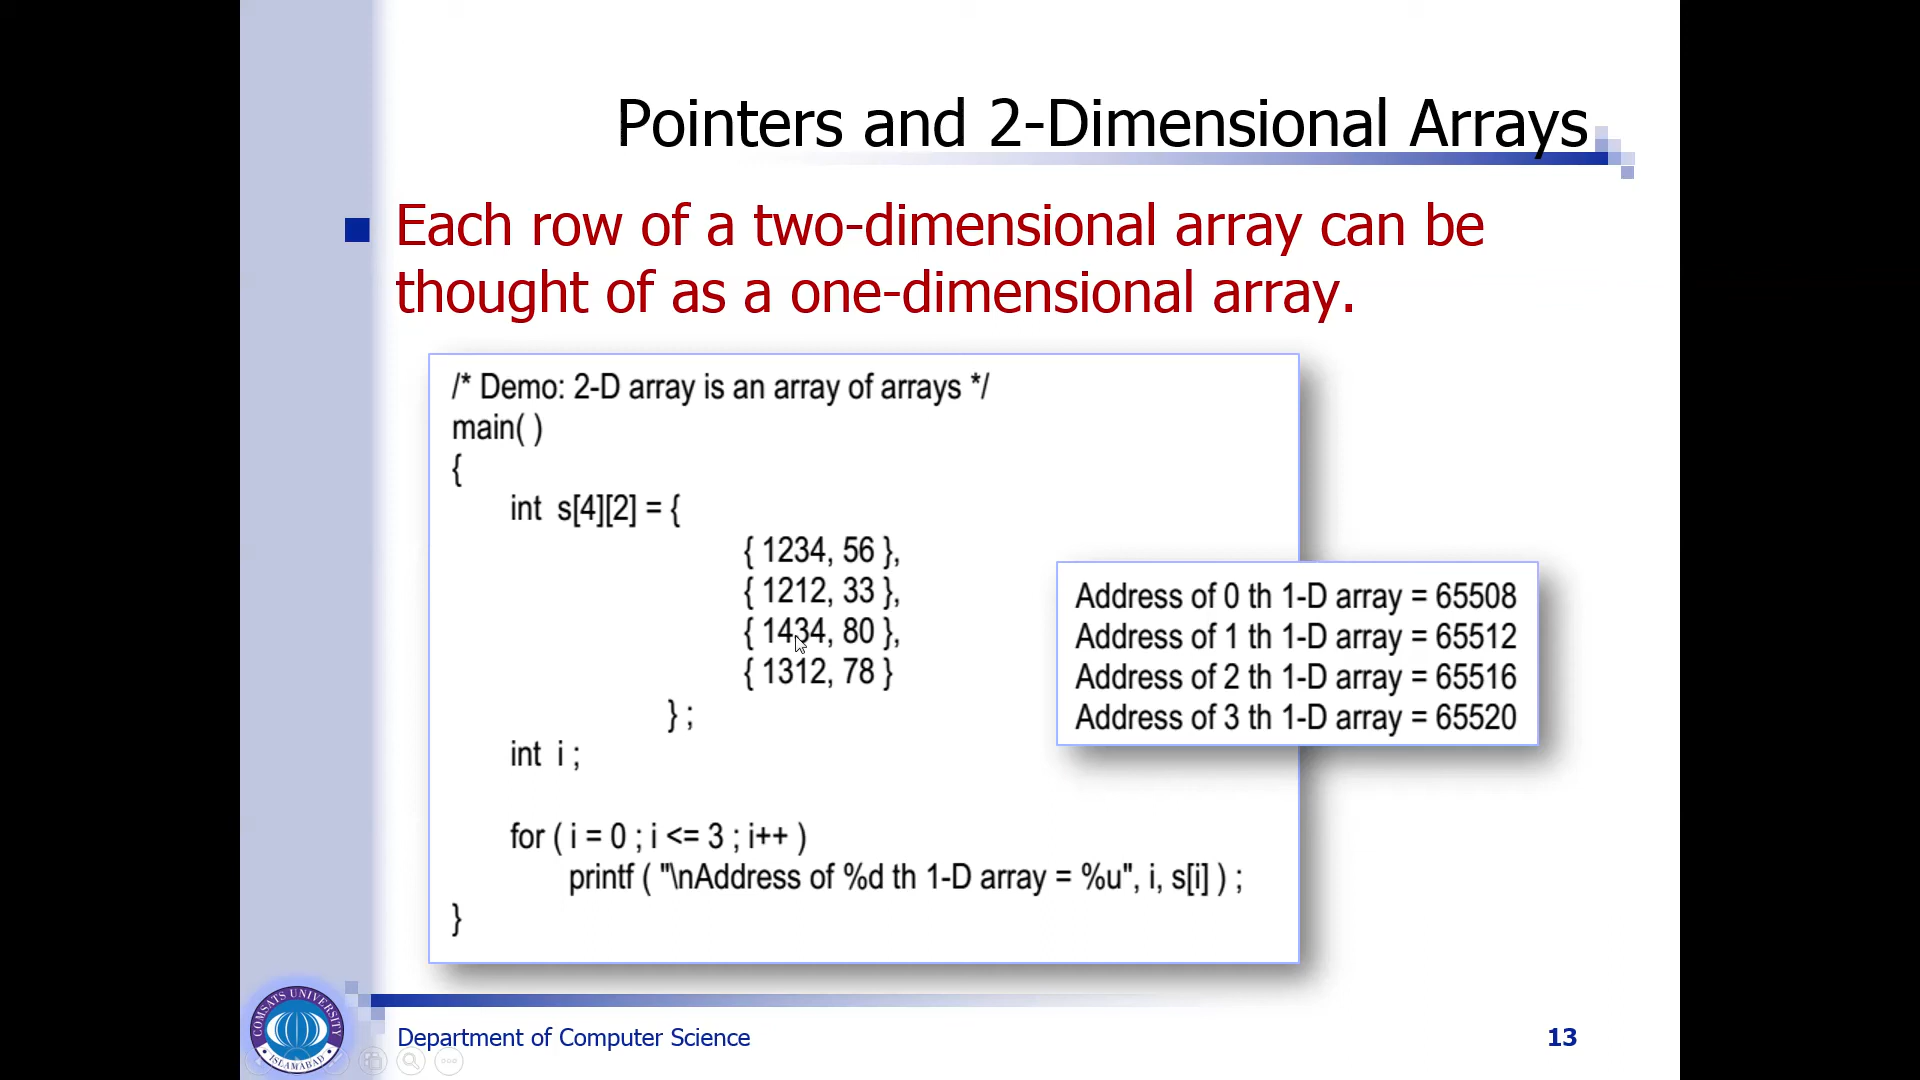 Pointers and 2-Dimensional Arrays
Each row of a two-dimensional array can be
thought of as a one-dimensional array.
/* Demo: 2-D array is an array of arrays */
main( )
{
int s[4][2] = {
{ 1234, 56 },
{ 1212, 33 },
{ 1434, 80 },
{ 1312, 78 }
} ;
int i ;
for ( i = 0 ; i <= 3 ; i++ )
printf ( "\nAddress of %d th 1-D array = %u", i, s[i] ) ;
}
Address of 0 th 1-D array = 65508
Address of 1 th 1-D array = 65512
Address of 2 th 1-D array = 65516
Address of 3 th 1-D array = 65520
COMSATS UNIVERSITY
ISLAMABAD
Department of Computer Science
13